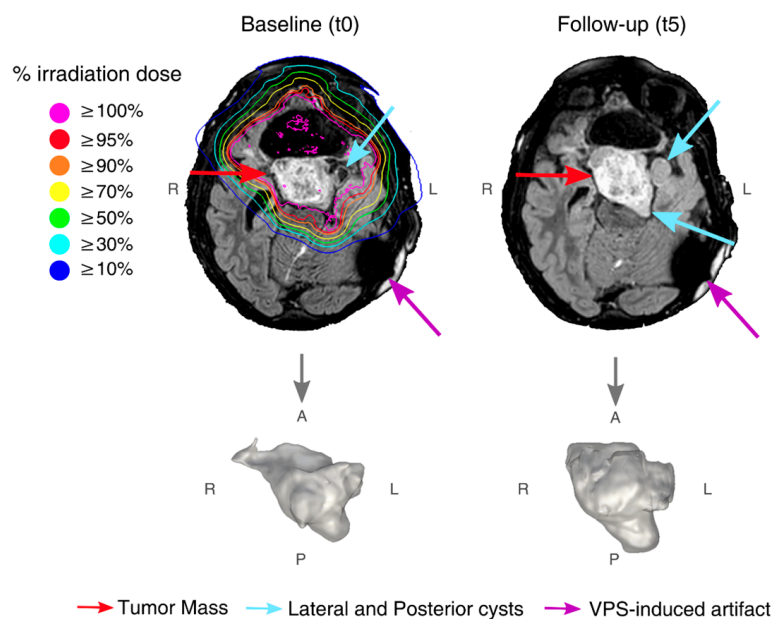 Baseline (t0)
Follow-up (t5)
% irradiation dose
≥100%
≥95%
≥90%
≥70%
≥50%
≥30%
≥10%
R
L
R
L
A
R
L
P
A
R
L
P
Tumor Mass
Lateral and Posterior cysts
VPS-induced artifact